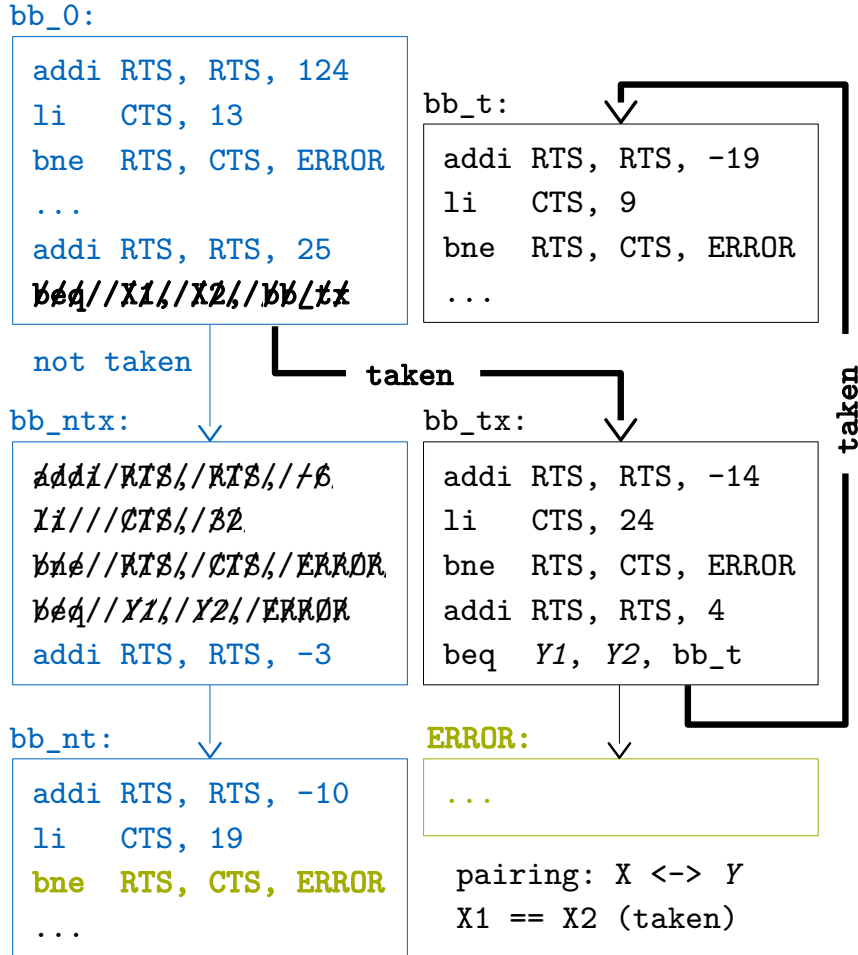 bb_0:
addi RTS, RTS, 124
li CTS, 13
bne RTS, CTS, ERROR
...
addi RTS, RTS, 25
beq X1, X2, bb_tx
not taken
bb_ntx:
addi RTS, RTS, -6
li CTS, 32
bne RTS, CTS, ERROR
beq Y1, Y2, ERROR
addi RTS, RTS, -3
bb_nt:
addi RTS, RTS, -10
li CTS, 19
bne RTS, CTS, ERROR
...
bb_t:
addi RTS, RTS, -19
li CTS, 9
bne RTS, CTS, ERROR
...
taken
bb_tx:
addi RTS, RTS, -14
li CTS, 24
bne RTS, CTS, ERROR
addi RTS, RTS, 4
beq Y1, Y2, bb_t
taken
ERROR:
...
pairing: X <-> Y
X1 == X2 (taken)